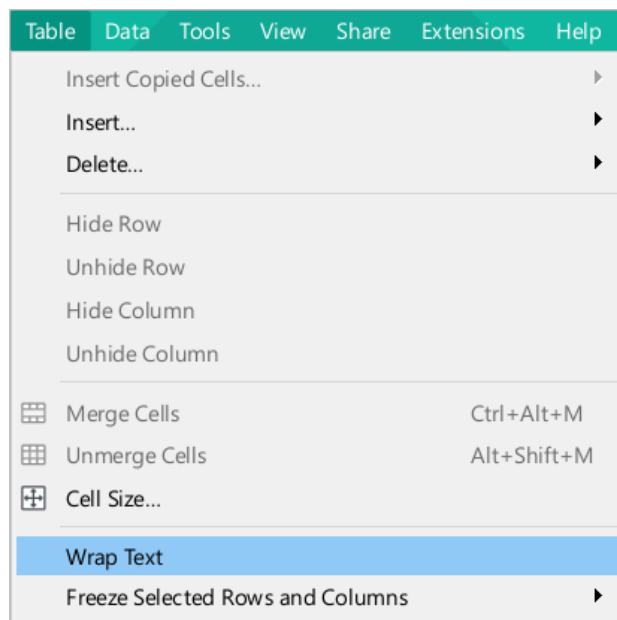 Table Data Tools View Share Extensions Help
Insert Copied Cells...
Insert...
Delete...
Hide Row
Unhide Row
Hide Column
Unhide Column
Merge Cells Ctrl+Alt+M
Unmerge Cells Alt+Shift+M
Cell Size...
Wrap Text
Freeze Selected Rows and Columns